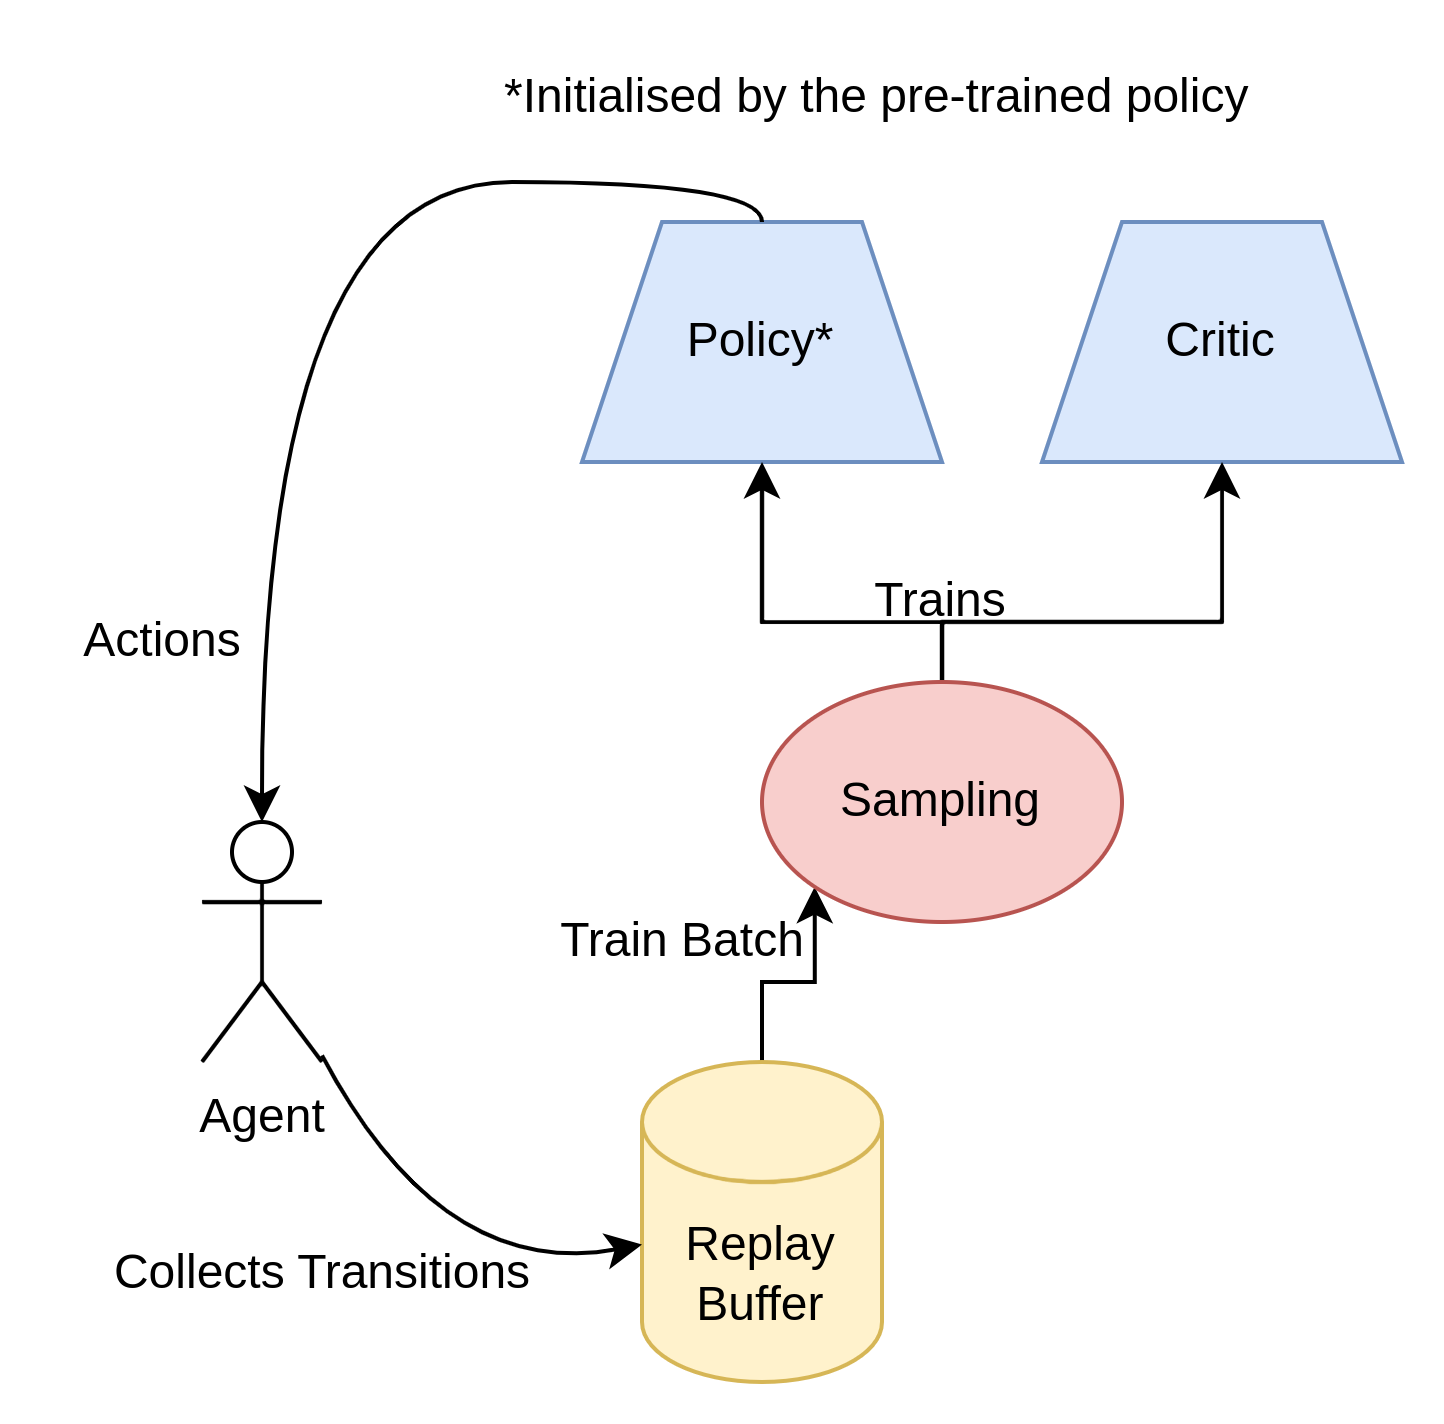 *Initialised by the pre-trained policy
Policy*
Critic
Trains
Actions
Sampling
Train Batch
Agent
Replay
Buffer
Collects Transitions